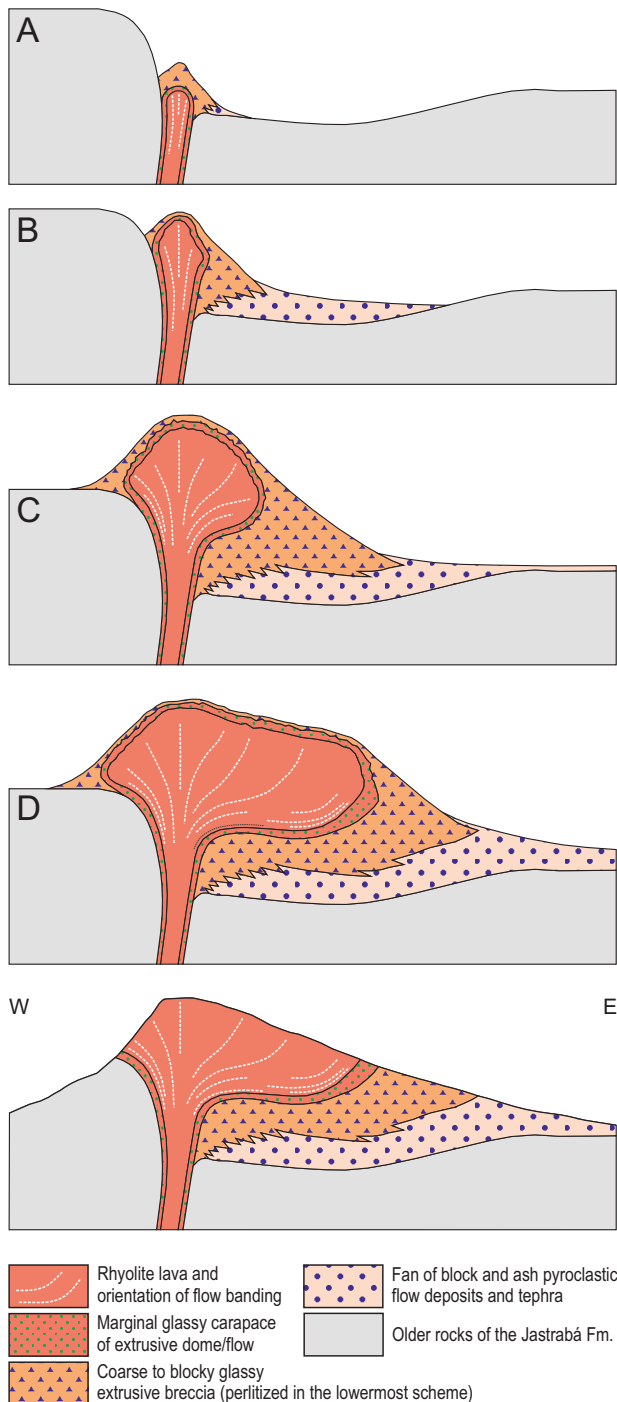 A
B
C
D
W
E
Rhyolite lava and
orientation of flow banding
Marginal glassy carapace
of extrusive dome/flow
Coarse to blocky glassy
extrusive breccia (perlitized in the lowermost scheme)
Fan of block and ash pyroclastic
flow deposits and tephra
Older rocks of the Jastrabá Fm.